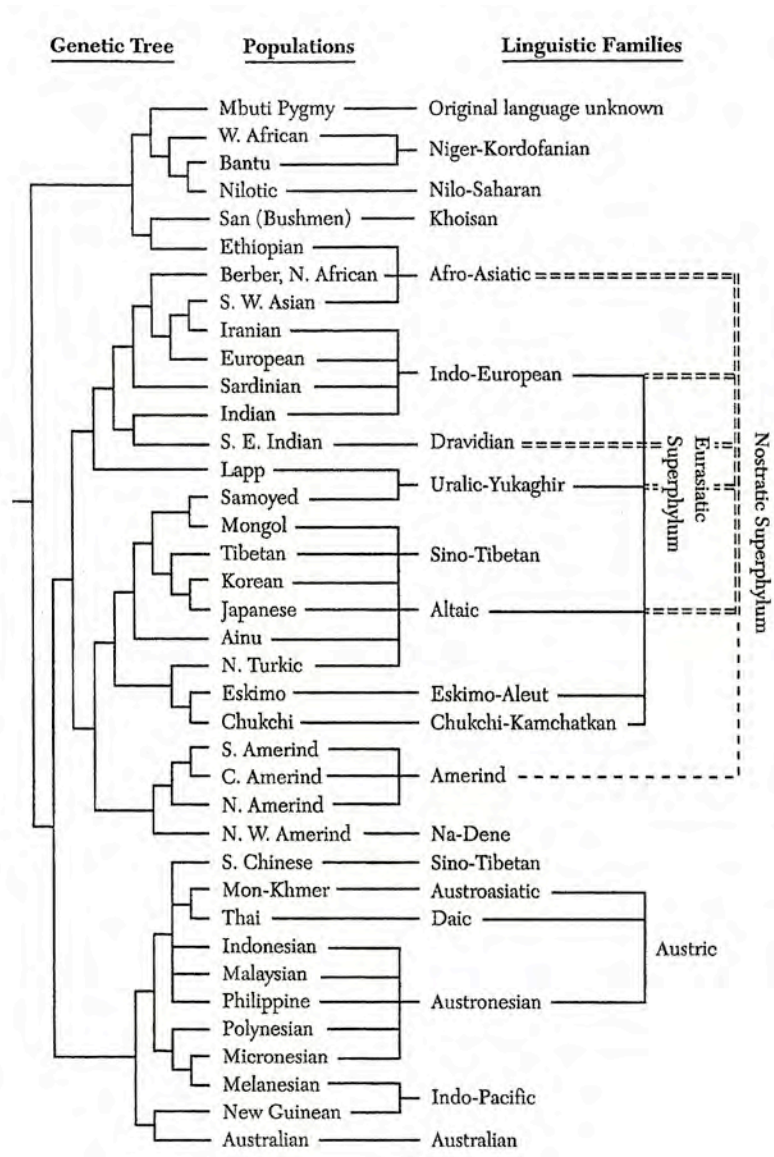 Genetic Tree Populations Linguistic Families
Mbuti Pygmy Original language unknown
W. African
Niger-Kordofanian
Bantu
Nilotic Nilo-Saharan
San (Bushmen) Khoisan
Ethiopian
Berber, N. African Afro-Asiatic
S. W. Asian
Iranian
European
Indo-European
Sardinian
Indian
S. E. Indian Dravidian
Lapp
Uralic-Yukaghir
Samoyed
Mongol
Tibetan Sino-Tibetan
Korean
Japanese Altaic
Ainu
N. Turkic
Eskimo Eskimo-Aleut
Chukchi Chukchi-Kamchatkan
S. Amerind
C. Amerind Amerind
N. Amerind
N. W. Amerind Na-Dene
S. Chinese Sino-Tibetan
Mon-Khmer Austroasiatic
Thai Daic
Indonesian
Austric
Malaysian
Philippine Austronesian
Polynesian
Micronesian
Melanesian
Indo-Pacific
New Guinean
Australian Australian
Eurasiatic
Superphylum
Nostratic Superphylum